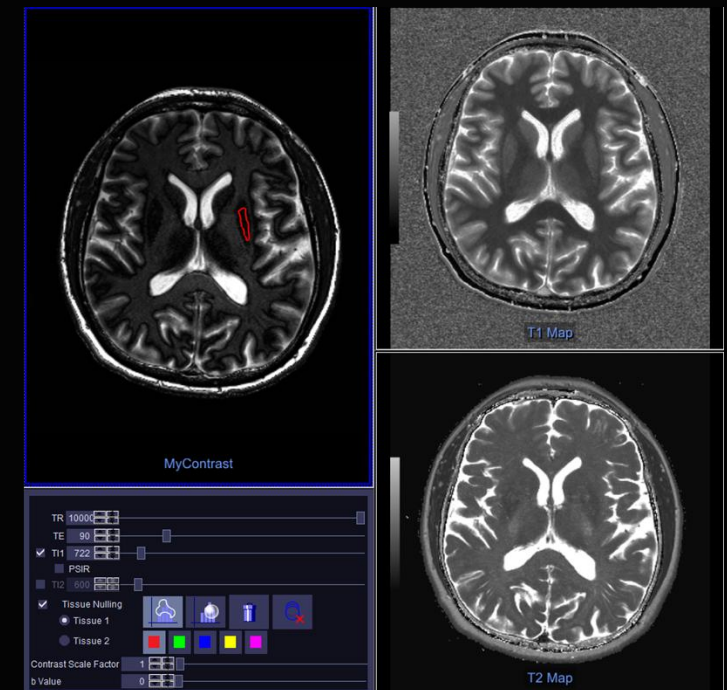 T1 Map
MyContrast
TR 10000
TE 90
TI1 722
PSIR
TI2 600
Tissue Nulling
Tissue 1
Tissue 2
Contrast Scale Factor 1
b Value 0
T2 Map